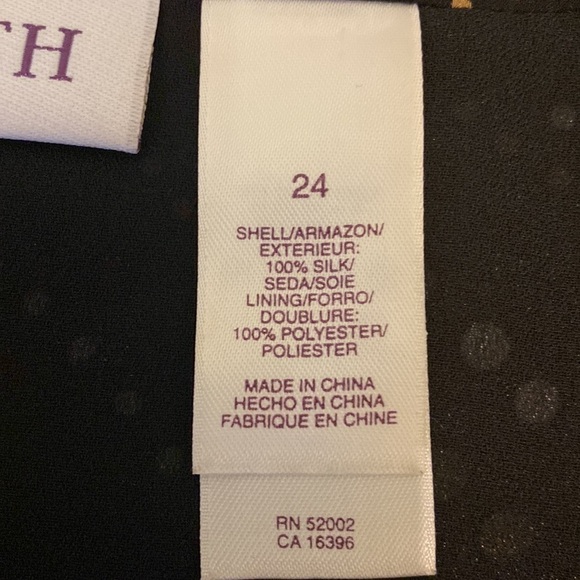 TH
24
SHELL/ARMAZON/
EXTERIEUR:
100% SILK/
SEDA/SOIE
LINING/FORRO/
DOUBLURE:
100% POLYESTER/
POLIESTER
MADE IN CHINA
HECHO EN CHINA
FABRIQUE EN CHINE
RN 52002
CA 16396